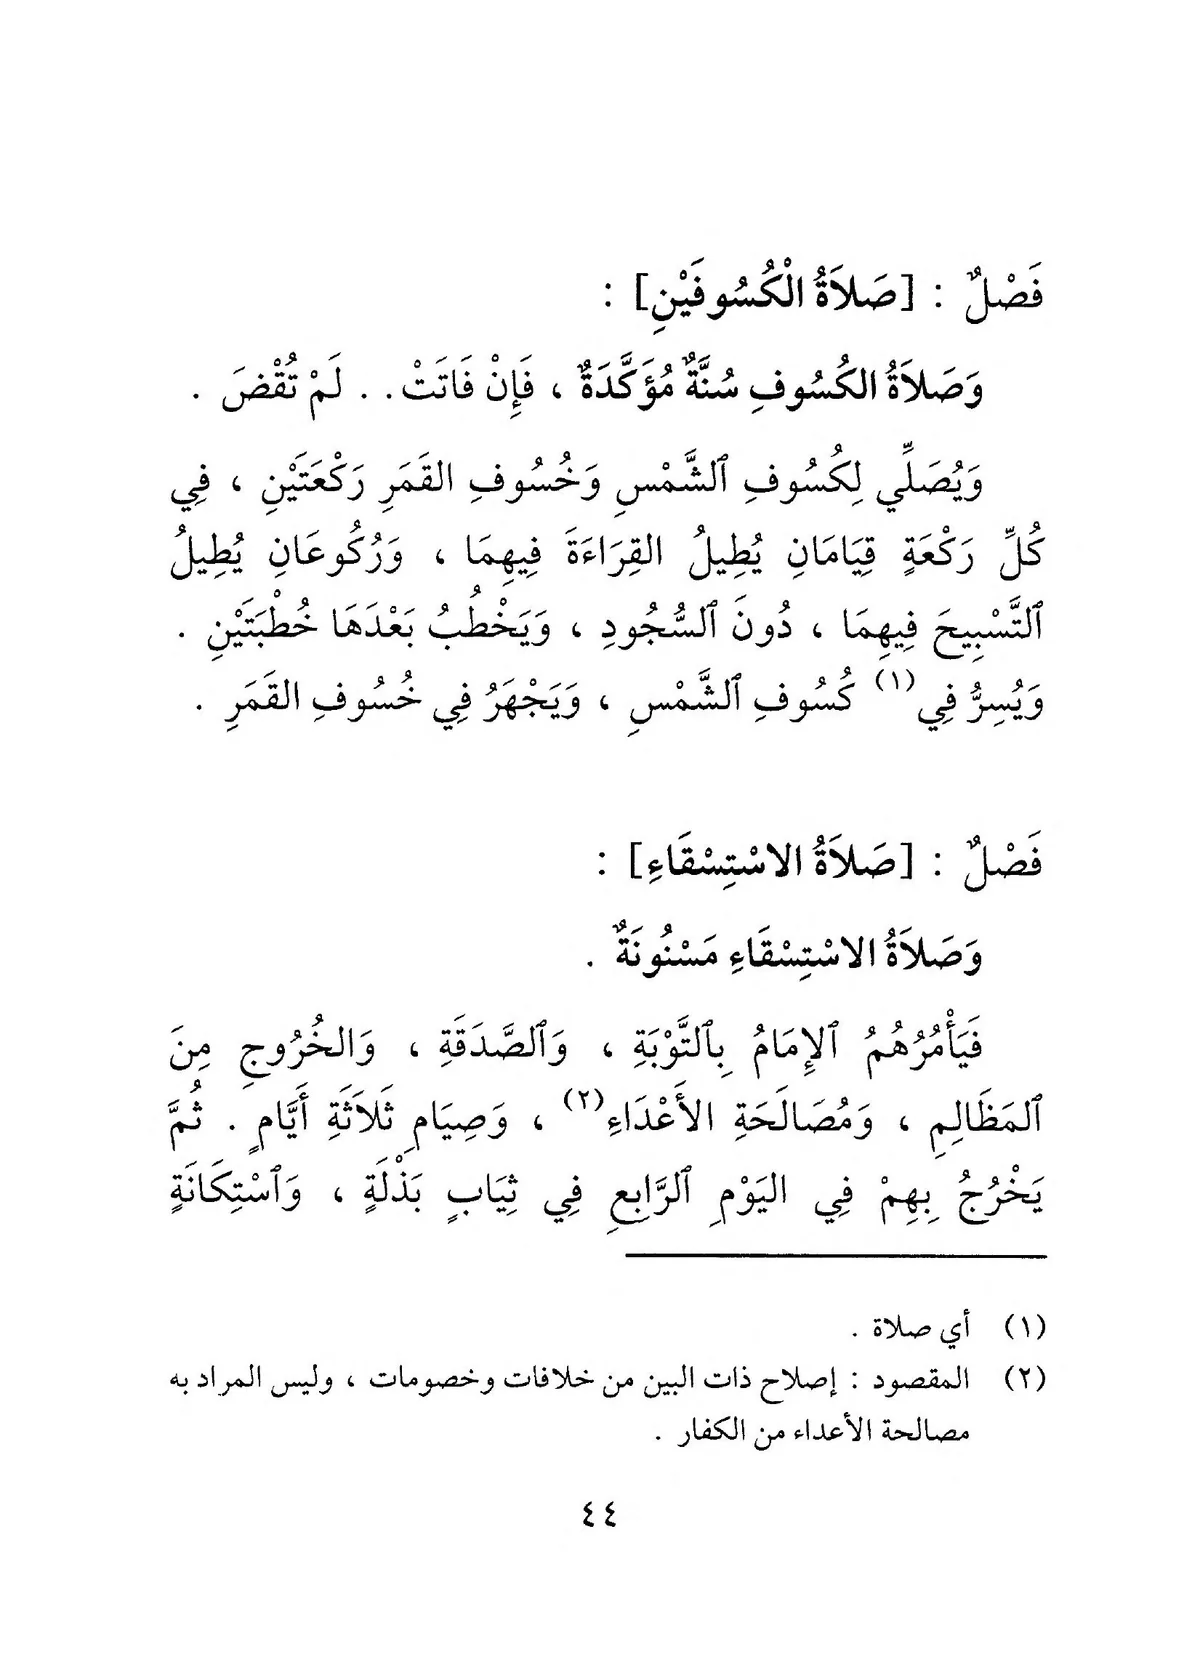 فَصْلٌ : [صَلاَةُ الْكُسُوفَيْنِ] :
وَصَلاَةُ الكُسُوفِ سُنَّةٌ مُؤَكَّدَةٌ ، فَإِنْ فَاتَتْ . . لَمْ تُقْضَ .
وَيُصَلِّي لِكُسُوفِ ٱلشَّمْسِ وَخُسُوفِ القَمَرِ رَكْعَتَيْنِ ، فِي
كُلِّ رَكْعَةٍ قِيَامَانِ يُطِيلُ القِرَاءَةَ فِيهِمَا ، وَرُكُوعَانِ يُطِيلُ
ٱلتَّسْبِيحَ فِيهِمَا ، دُونَ ٱلسُّجُودِ ، وَيَخْطُبُ بَعْدَهَا خُطْبَتَيْنِ .
وَيُسِرُّ فِي(١) كُسُوفِ ٱلشَّمْسِ ، وَيَجْهَرُ فِي خُسُوفِ القَمَرِ .
فَصْلٌ : [صَلاَةُ الاسْتِسْقَاءِ] :
وَصَلاَةُ الاسْتِسْقَاءِ مَسْنُونَةٌ .
فَيَأْمُرُهُمُ ٱلإِمَامُ بِٱلتَّوْبَةِ ، وَٱلصَّدَقَةِ ، وَالخُرُوجِ مِنَ
ٱلمَظَالِمِ ، وَمُصَالَحَةِ الأَعْدَاءِ(٢) ، وَصِيَامِ ثَلاَثَةِ أَيَّامٍ . ثُمَّ
يَخْرُجُ بِهِمْ فِي اليَوْمِ ٱلرَّابِعِ فِي ثِيَابٍ بَذْلَةٍ ، وَٱسْتِكَانَةٍ
(١) أي صلاة .
(٢) المقصود : إصلاح ذات البين من خلافات وخصومات ، وليس المراد به
مصالحة الأعداء من الكفار .
٤٤